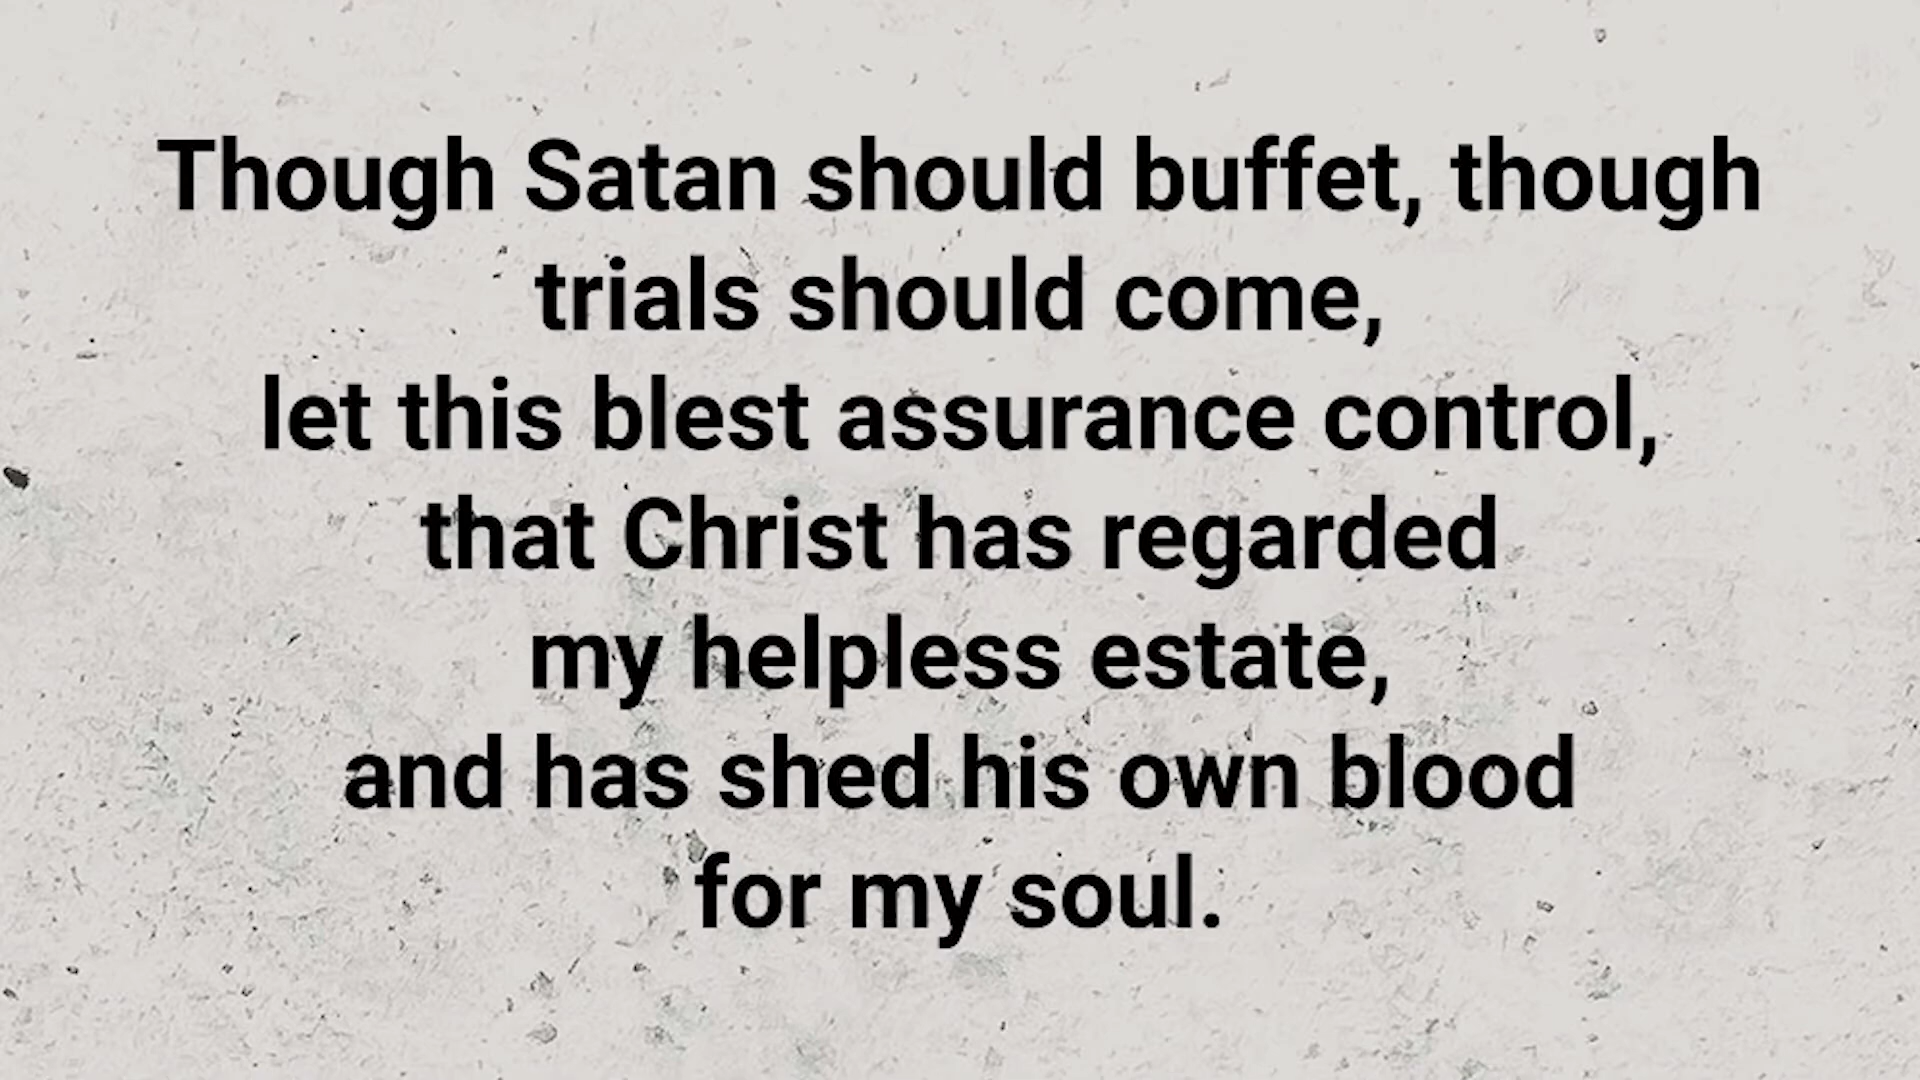 Though Satan should buffet, though
trials should come,
let this blest assurance control,
that Christ has regarded
my helpless estate,
and has shed his own blood
for my soul.